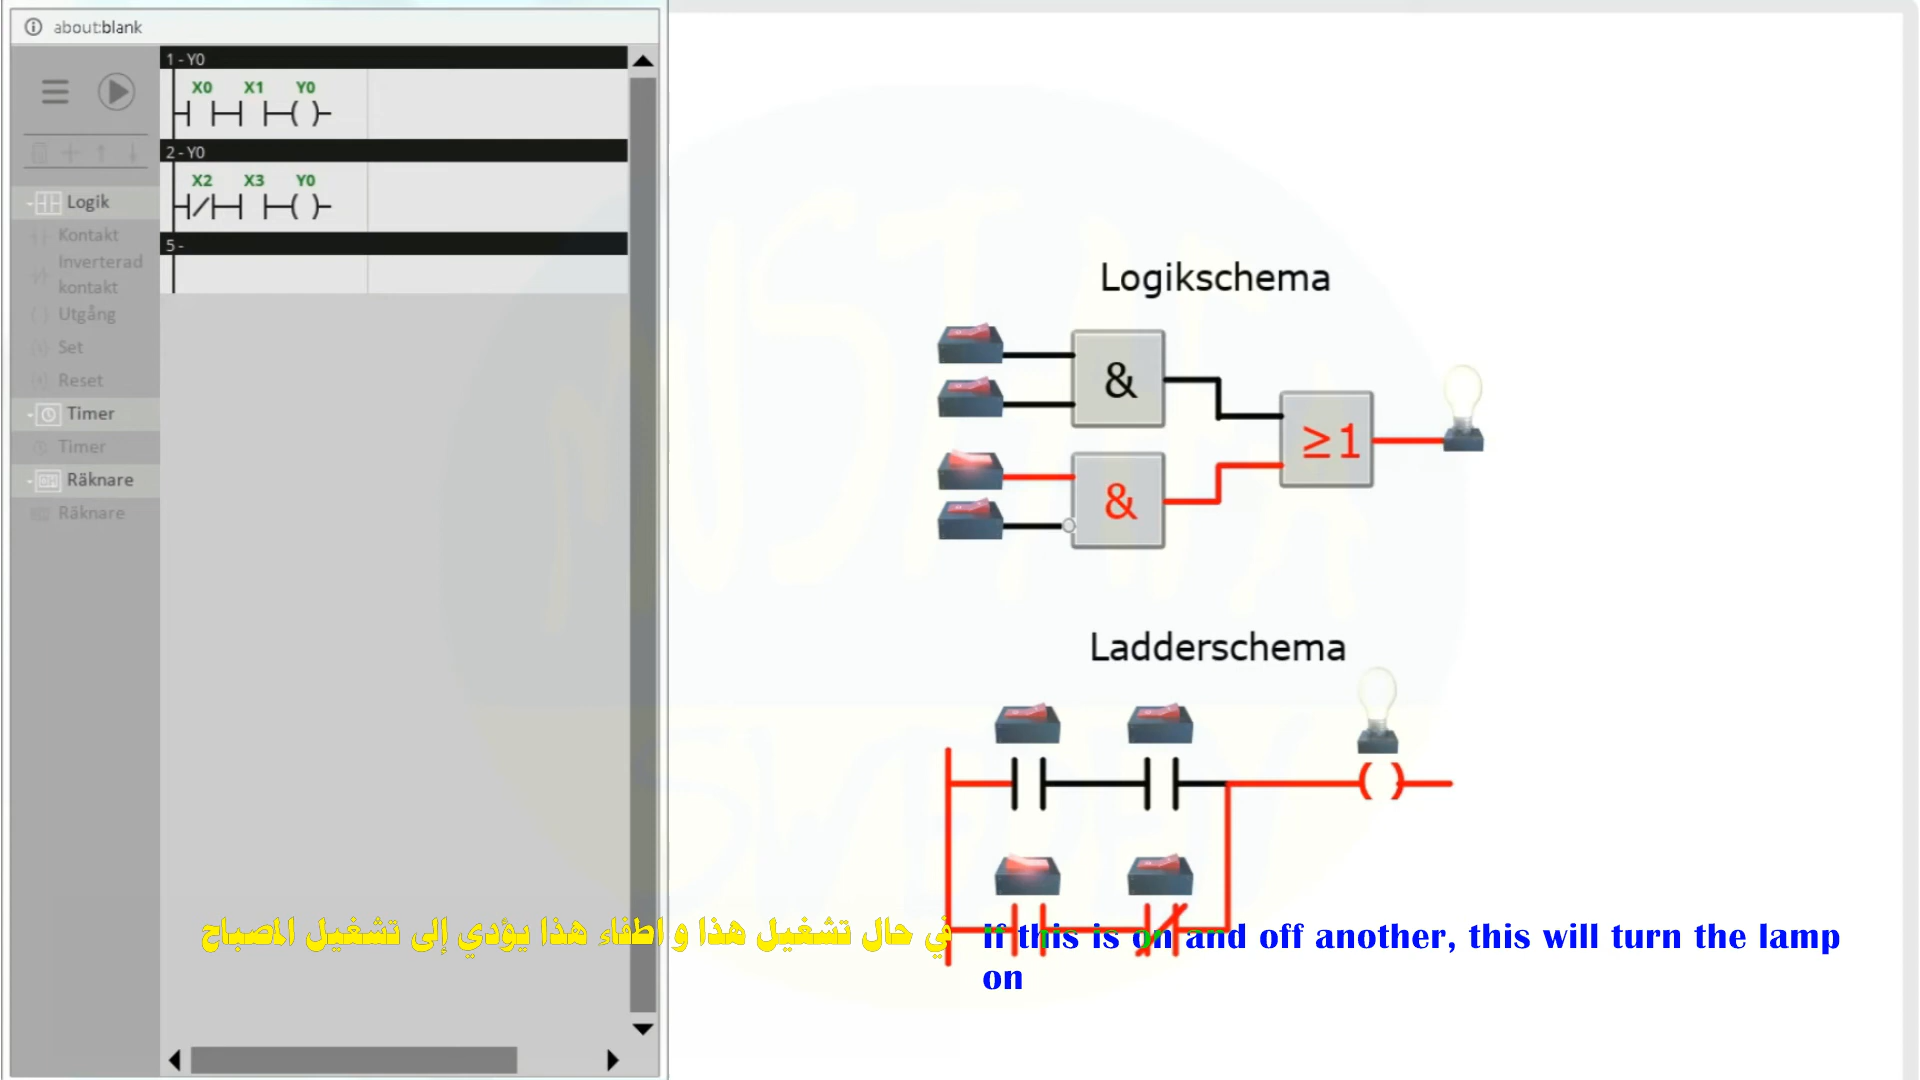 about:blank
1 - Y0
X0 X1 Y0
2 - Y0
X2 X3 Y0
5 -
Logik
Kontakt
Inverterad
kontakt
Utgång
Set
Reset
Timer
Timer
Räknare
Räknare
Logikschema
&
≥1
&
Ladderschema
في حال تشغيل هذا و اطفاء هذا يؤدي إلى تشغيل المصباح
If this is on and off another, this will turn the lamp
on